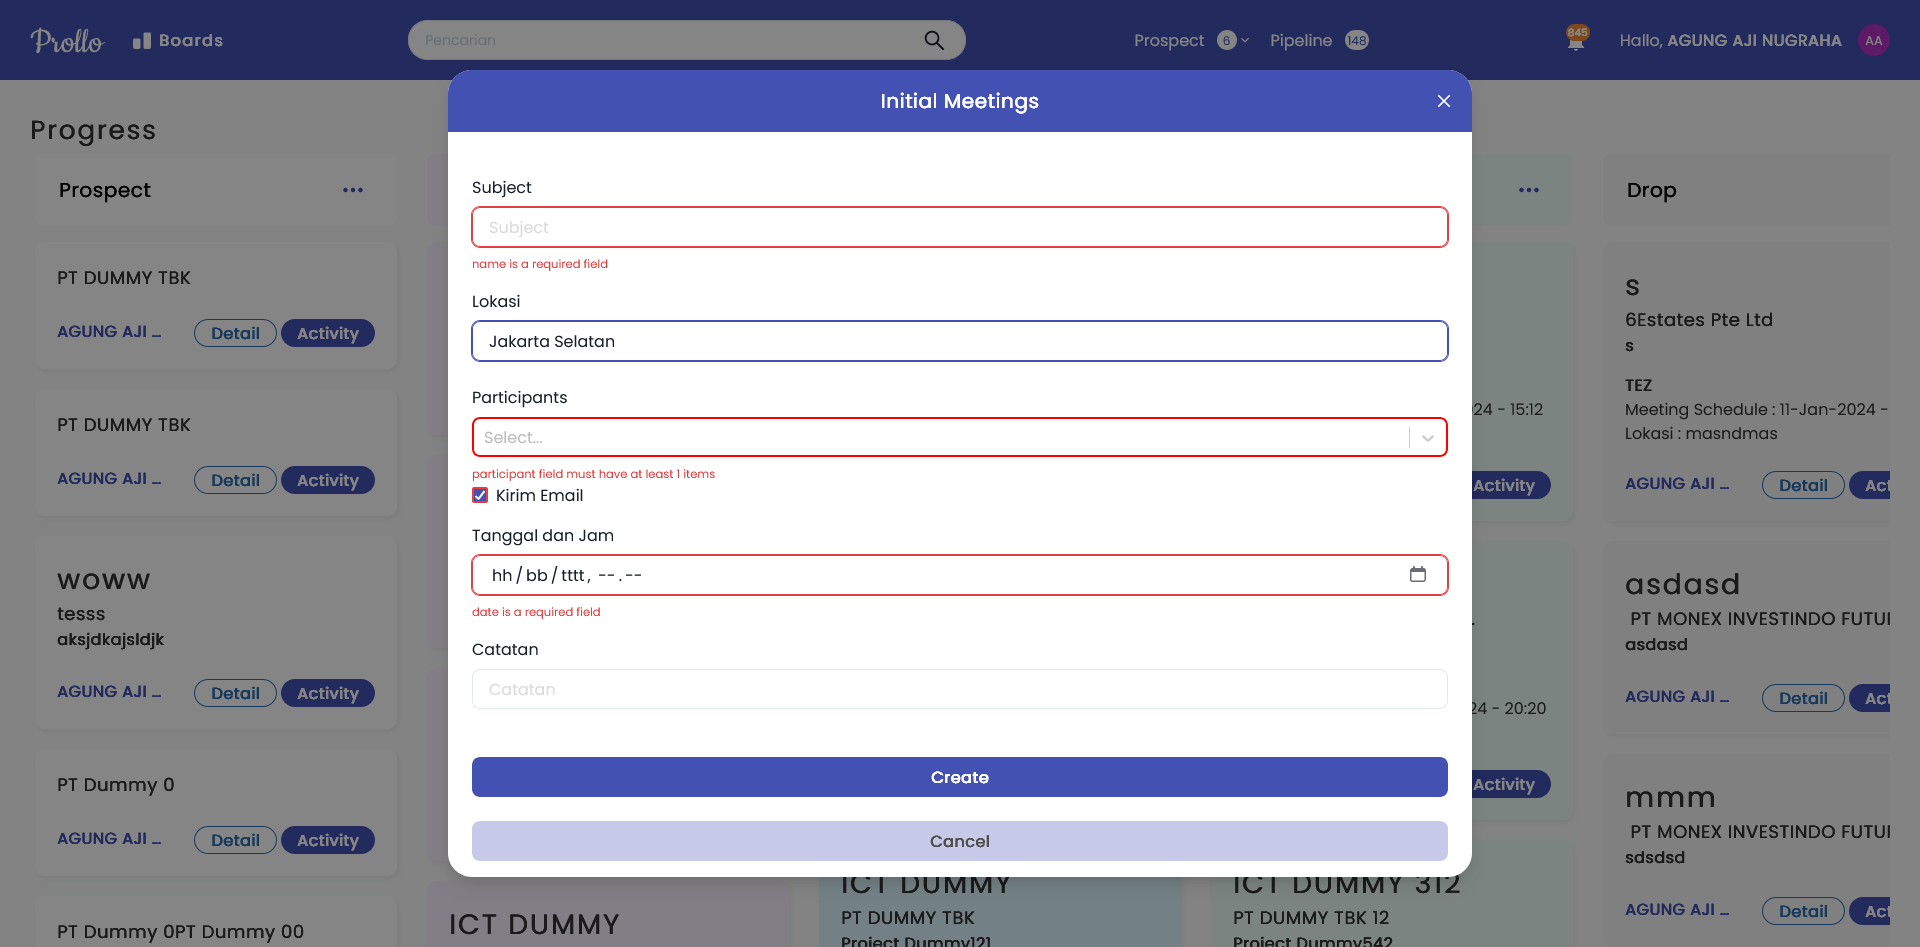 Prollo
Boards
Pencarian
Prospect 6
Pipeline 148
845
Hallo, AGUNG AJI NUGRAHA
AA
Progress
Prospect
...
PT DUMMY TBK
AGUNG AJI ...
Detail
Activity
PT DUMMY TBK
AGUNG AJI ...
Detail
Activity
woww
tesss
aksjdkajsldjk
AGUNG AJI ...
Detail
Activity
PT Dummy 0
AGUNG AJI ...
Detail
Activity
PT Dummy 0PT Dummy 00
Initial Meetings
Subject
Subject
name is a required field
Lokasi
Jakarta Selatan
Participants
Select...
participant field must have at least 1 items
Kirim Email
Tanggal dan Jam
hh/bb/tttt, --.--
date is a required field
Catatan
Catatan
Create
Cancel
ICT DUMMY
ICT DUMMY
PT DUMMY TBK
Project Dummy121
...
24 - 15:12
Activity
24 - 20:20
Activity
ICT DUMMY 312
PT DUMMY TBK 12
Project Dummy542
Drop
S
6Estates Pte Ltd
s
TEZ
Meeting Schedule : 11-Jan-2024 -
Lokasi : masndmas
AGUNG AJI ...
Detail
Act
asdasd
PT MONEX INVESTINDO FUTUI
asdasd
AGUNG AJI ...
Detail
Act
mmm
PT MONEX INVESTINDO FUTUI
sdsdsd
AGUNG AJI ...
Detail
Act